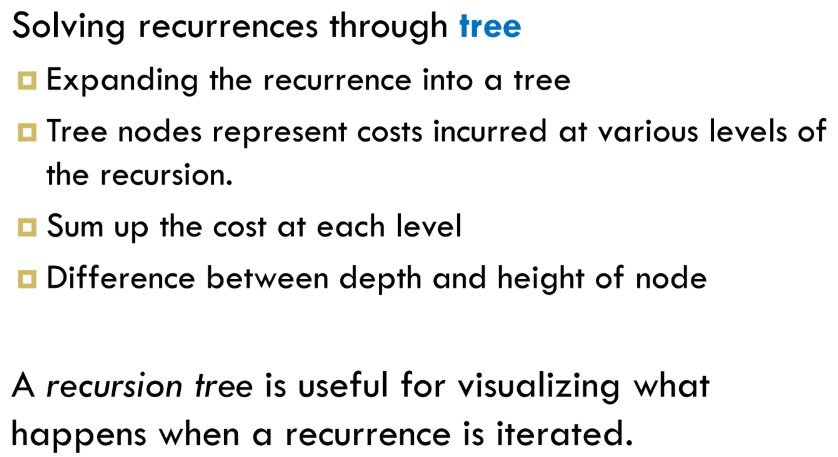 Solving recurrences through tree
Expanding the recurrence into a tree
Tree nodes represent costs incurred at various levels of
the recursion.
Sum up the cost at each level
Difference between depth and height of node
A recursion tree is useful for visualizing what
happens when a recurrence is iterated.